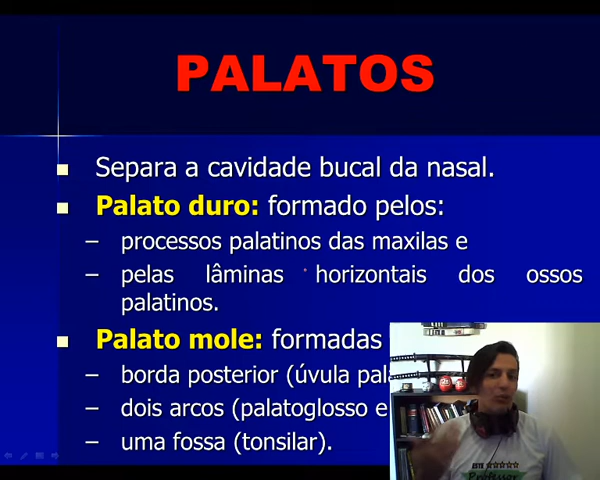 PALATOS
Separa a cavidade bucal da nasal.
Palato duro: formado pelos:
– processos palatinos das maxilas e
– pelas lâminas horizontais dos ossos
palatinos.
Palato mole: formadas
– borda posterior (úvula
– dois arcos (palatoglosso e
– uma fossa (tonsilar).
Professor